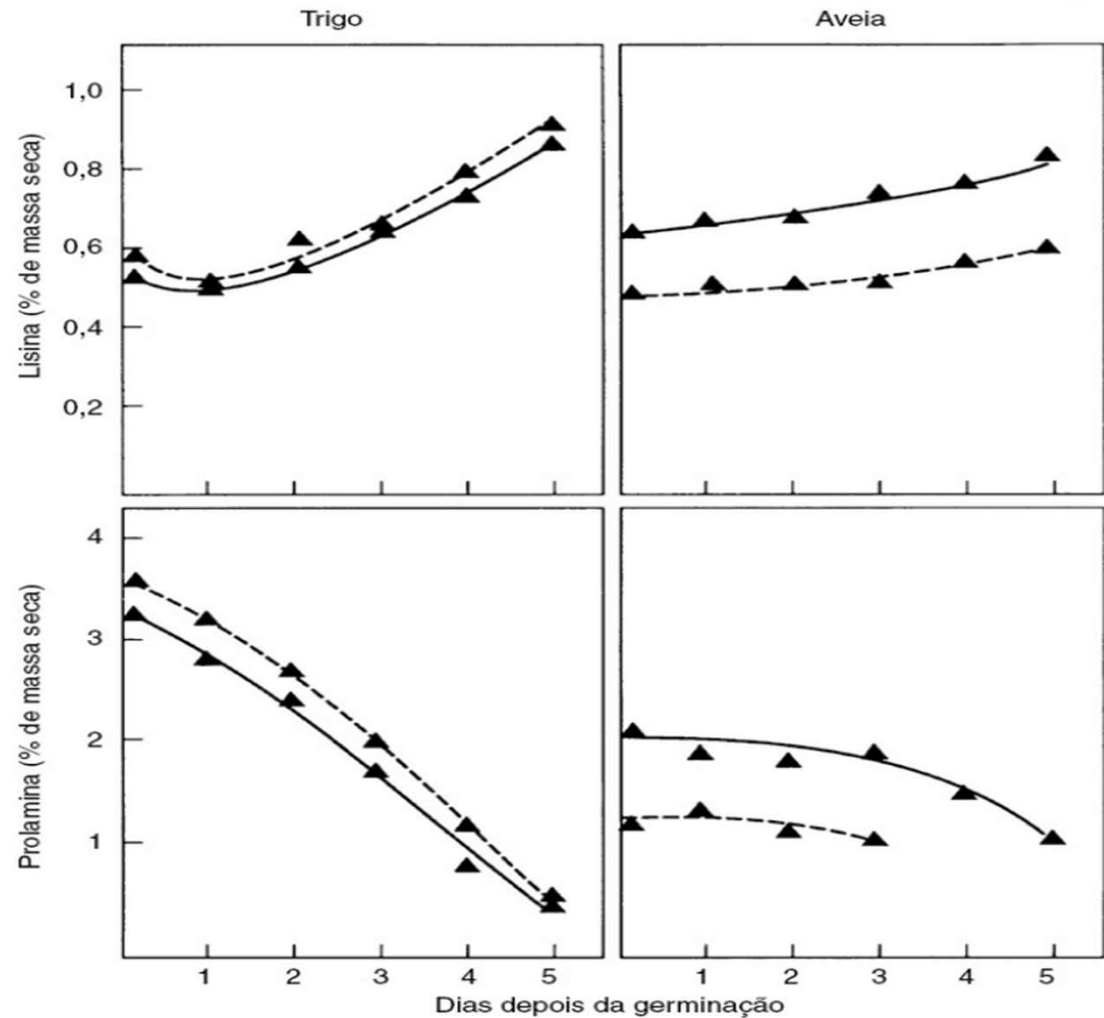 Trigo
Aveia
Lisina (% de massa seca)
1,0
0,8
0,6
0,4
0,2
Prolamina (% de massa seca)
4
3
2
1
1 2 3 4 5
1 2 3 4 5
Dias depois da germinação